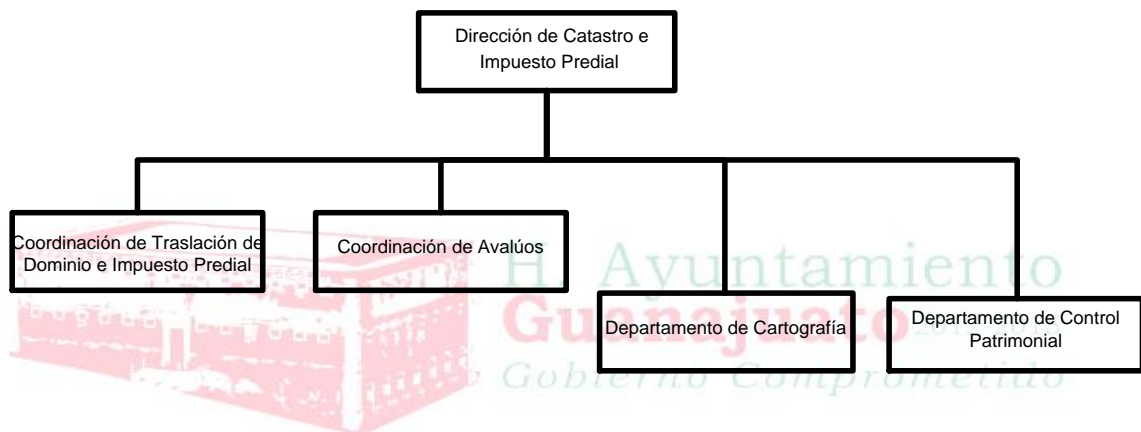 Dirección de Catastro e
Impuesto Predial
Coordinación de Traslación de
Dominio e Impuesto Predial
Coordinación de Avalúos
H. Ayuntamiento
Guanajuato
Gobierno Comprometido
Departamento de Cartografía
Departamento de Control
Patrimonial